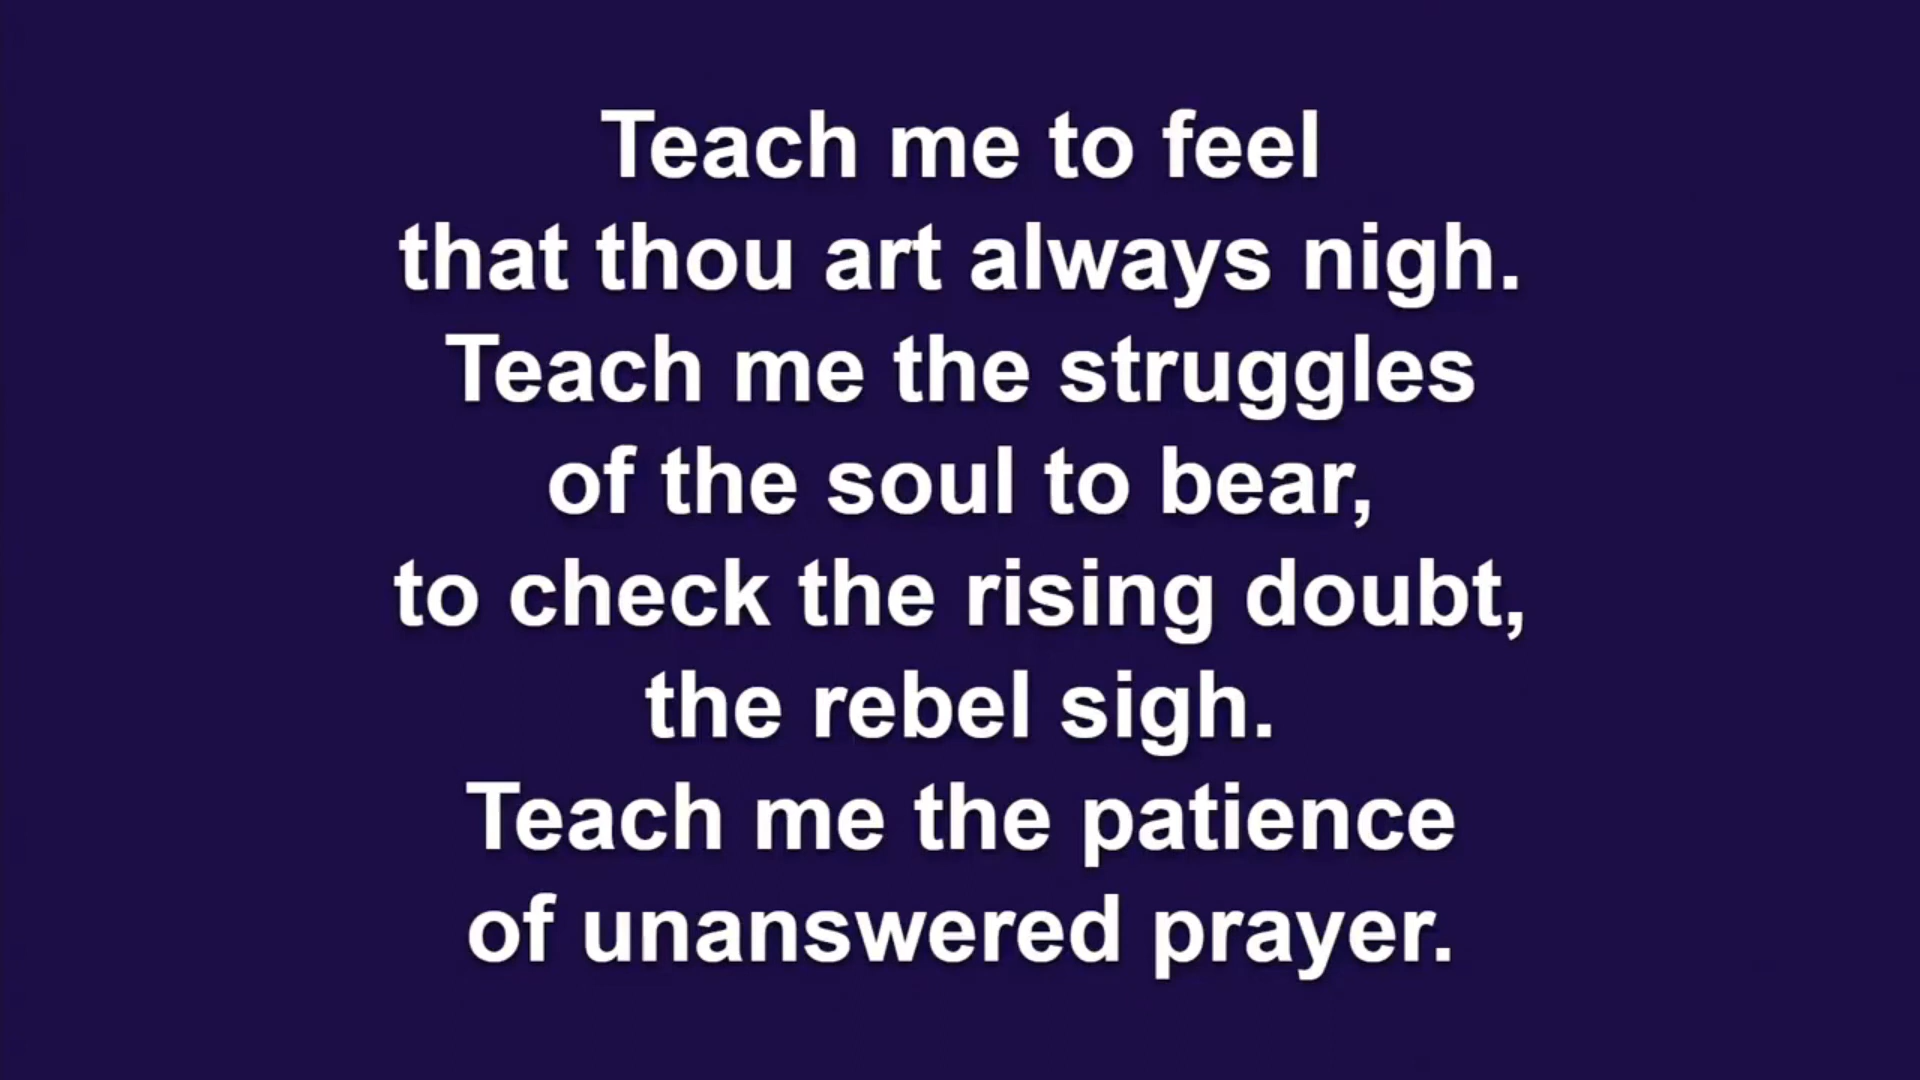 Teach me to feel
that thou art always nigh.
Teach me the struggles
of the soul to bear,
to check the rising doubt,
the rebel sigh.
Teach me the patience
of unanswered prayer.